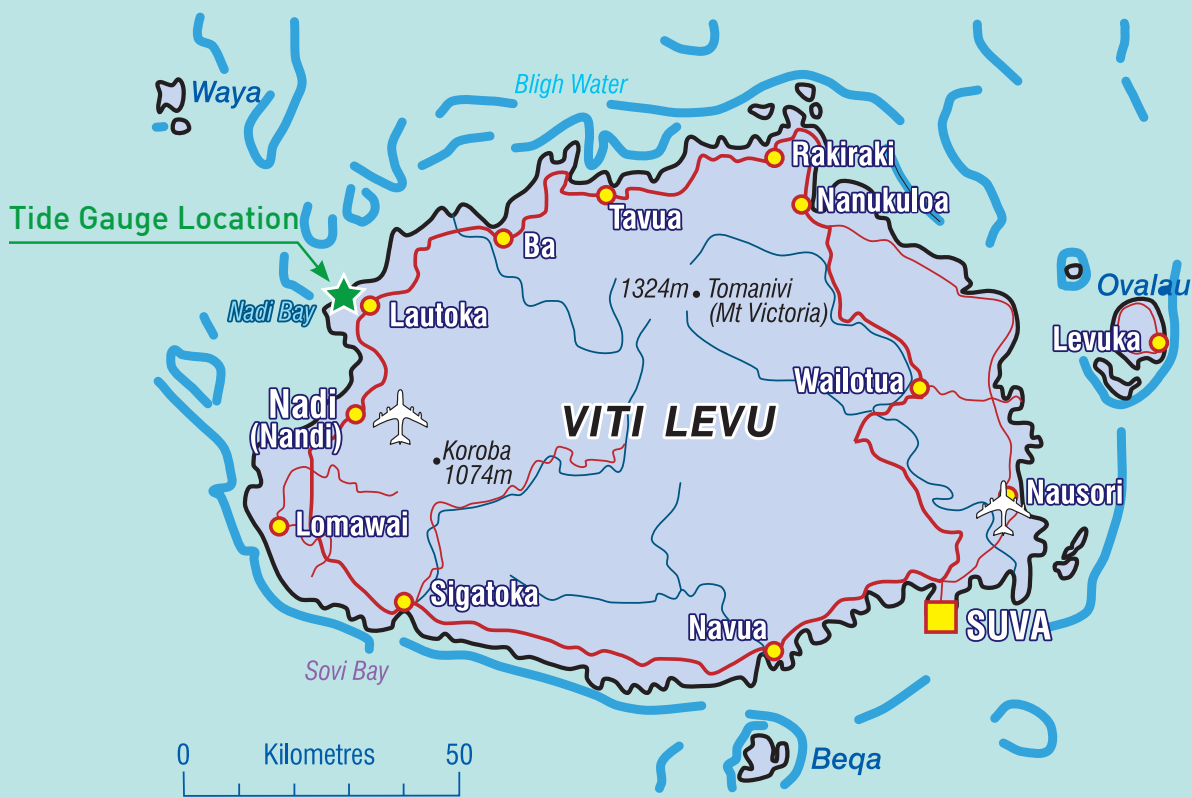 Bligh Water
Waya
Rakiraki
Nanukuloa
Tide Gauge Location
Tavua
Ba
Ovalau
1324m
Tomanivi
(Mt Victoria)
Nadi Bay
Lautoka
Levuka
Wailotua
Nadi
(Nandi)
VITI LEVU
Koroba
1074m
Nausori
Lomawai
Sigatoka
Navua
SUVA
Sovi Bay
0 Kilometres 50
Beqa